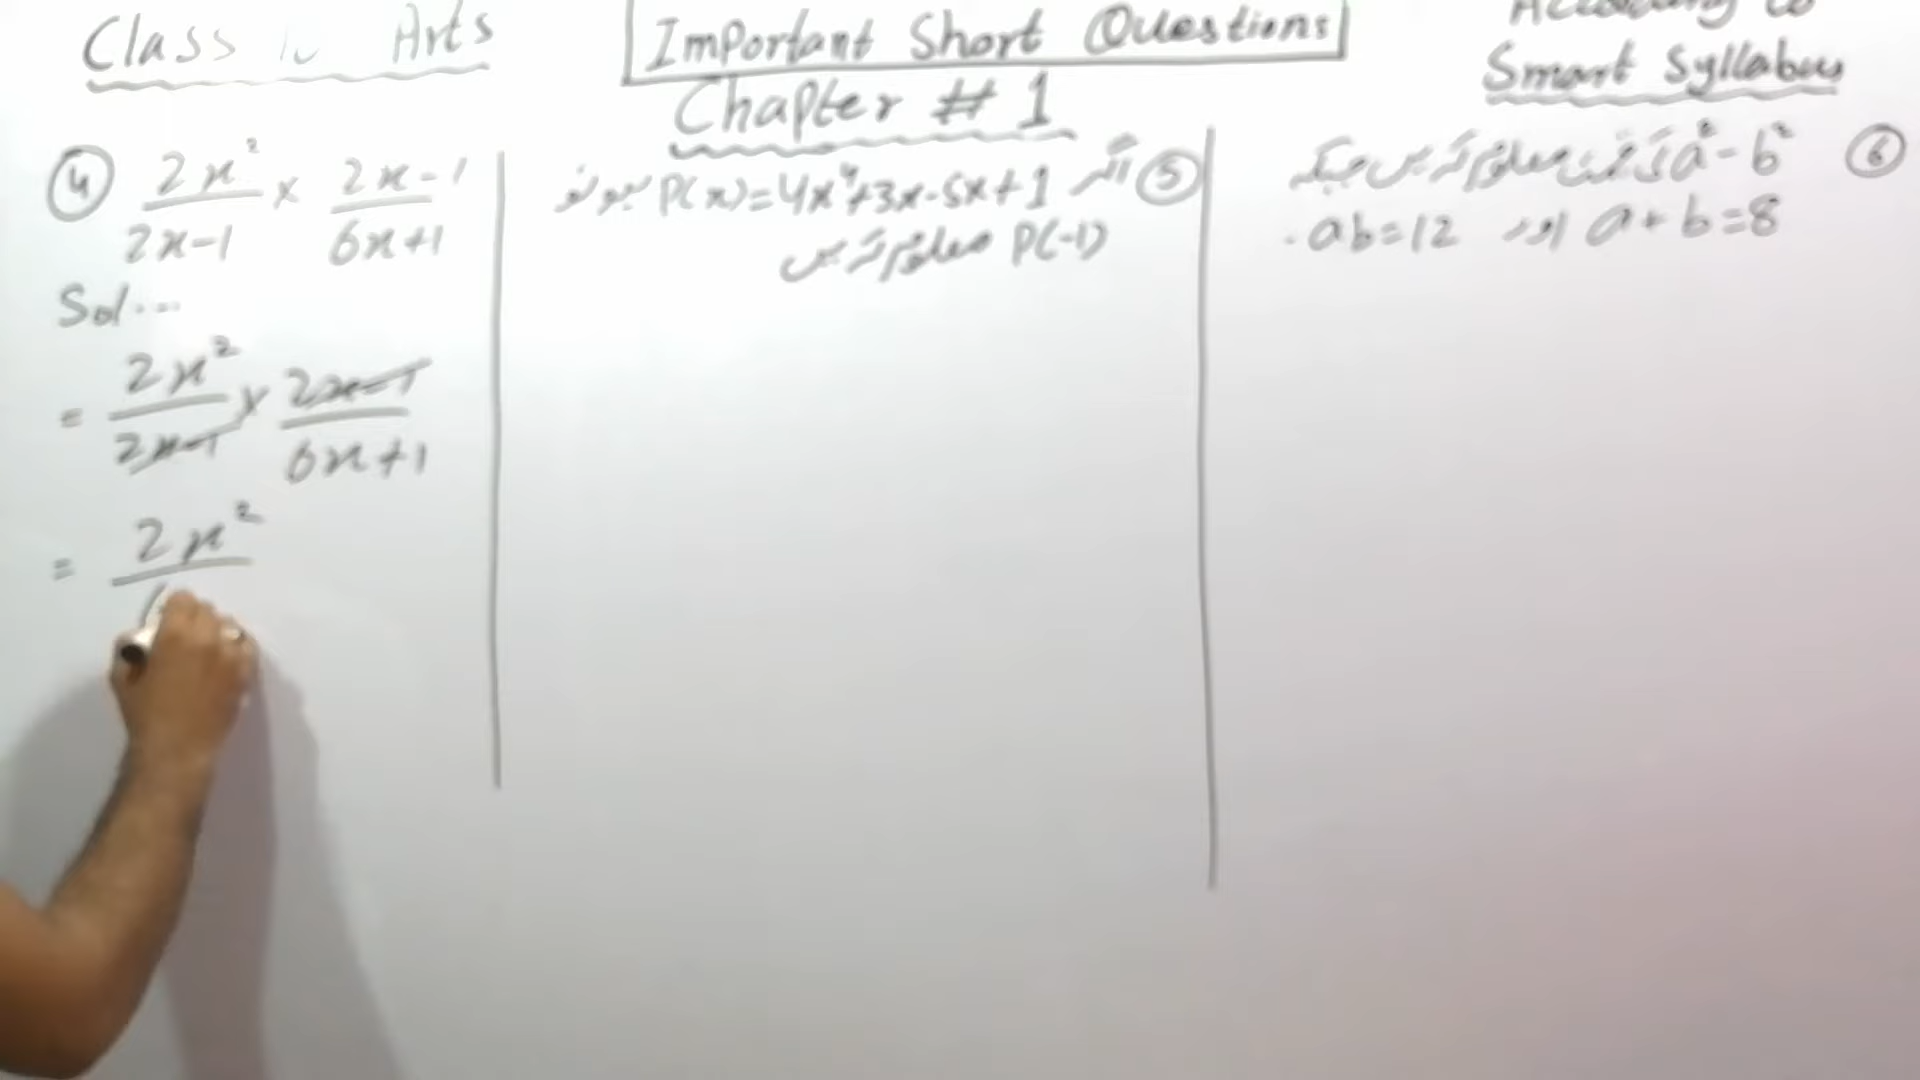 Class Arts
Important Short Questions
According to
Smart Syllabus
Chapter # 1
④ 2x²/2x-1 × 2x-1/6x+1
Sol...
= 2x²/2x-1 × 2x-1/6x+1
= 2x²/
⑤ اگر P(x)=4x⁴+3x-5x+1 ہو تو
P(-1) معلوم کریں
⑥ a²-b² کی قیمت معلوم کریں جبکہ
a+b=8 اور ab=12.